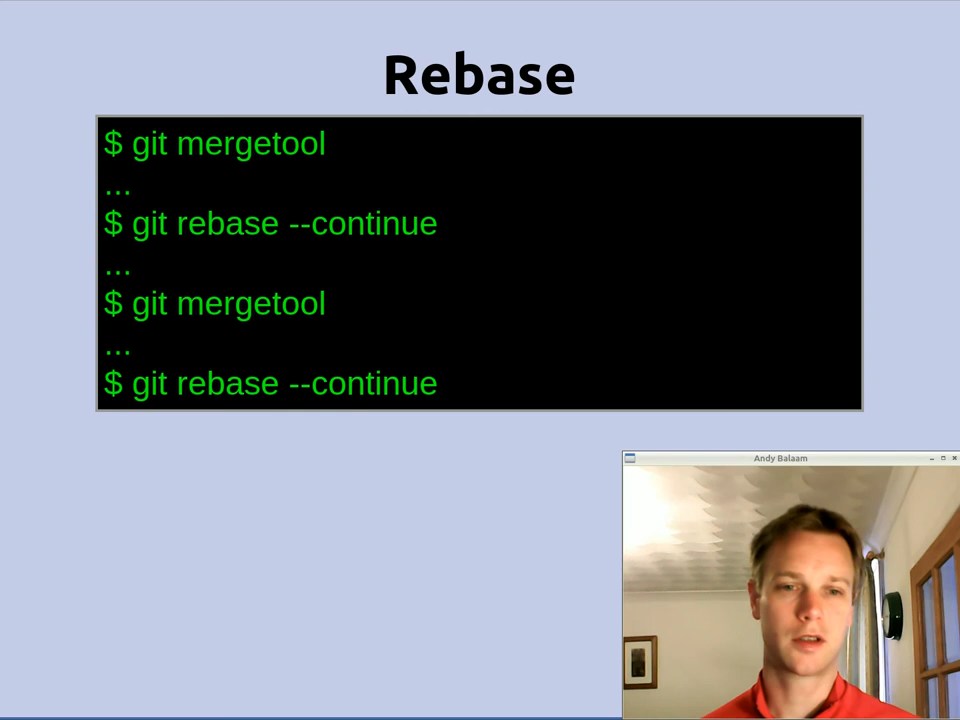 Rebase
$ git mergetool
...
$ git rebase --continue
...
$ git mergetool
...
$ git rebase --continue
Andy Balaam